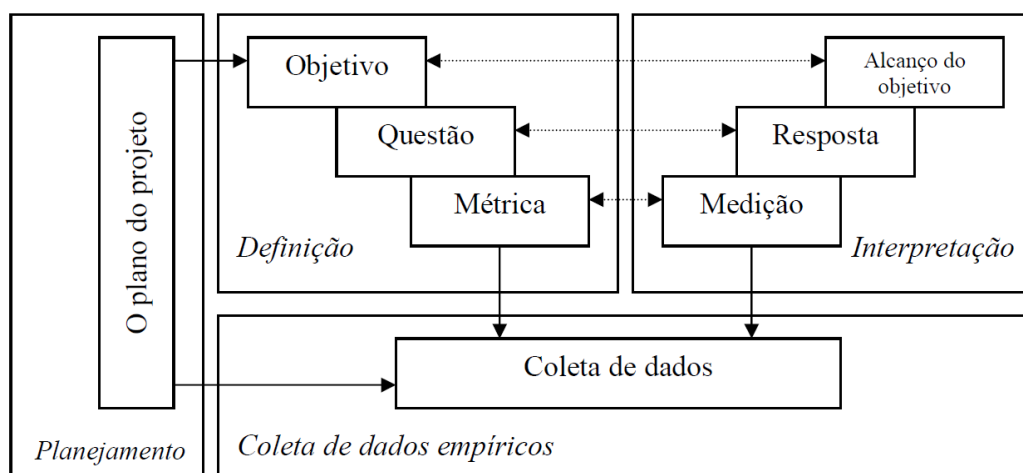 O plano do projeto
Planejamento
Objetivo
Questão
Métrica
Definição
Alcanço do
objetivo
Resposta
Medição
Interpretação
Coleta de dados
Coleta de dados empíricos